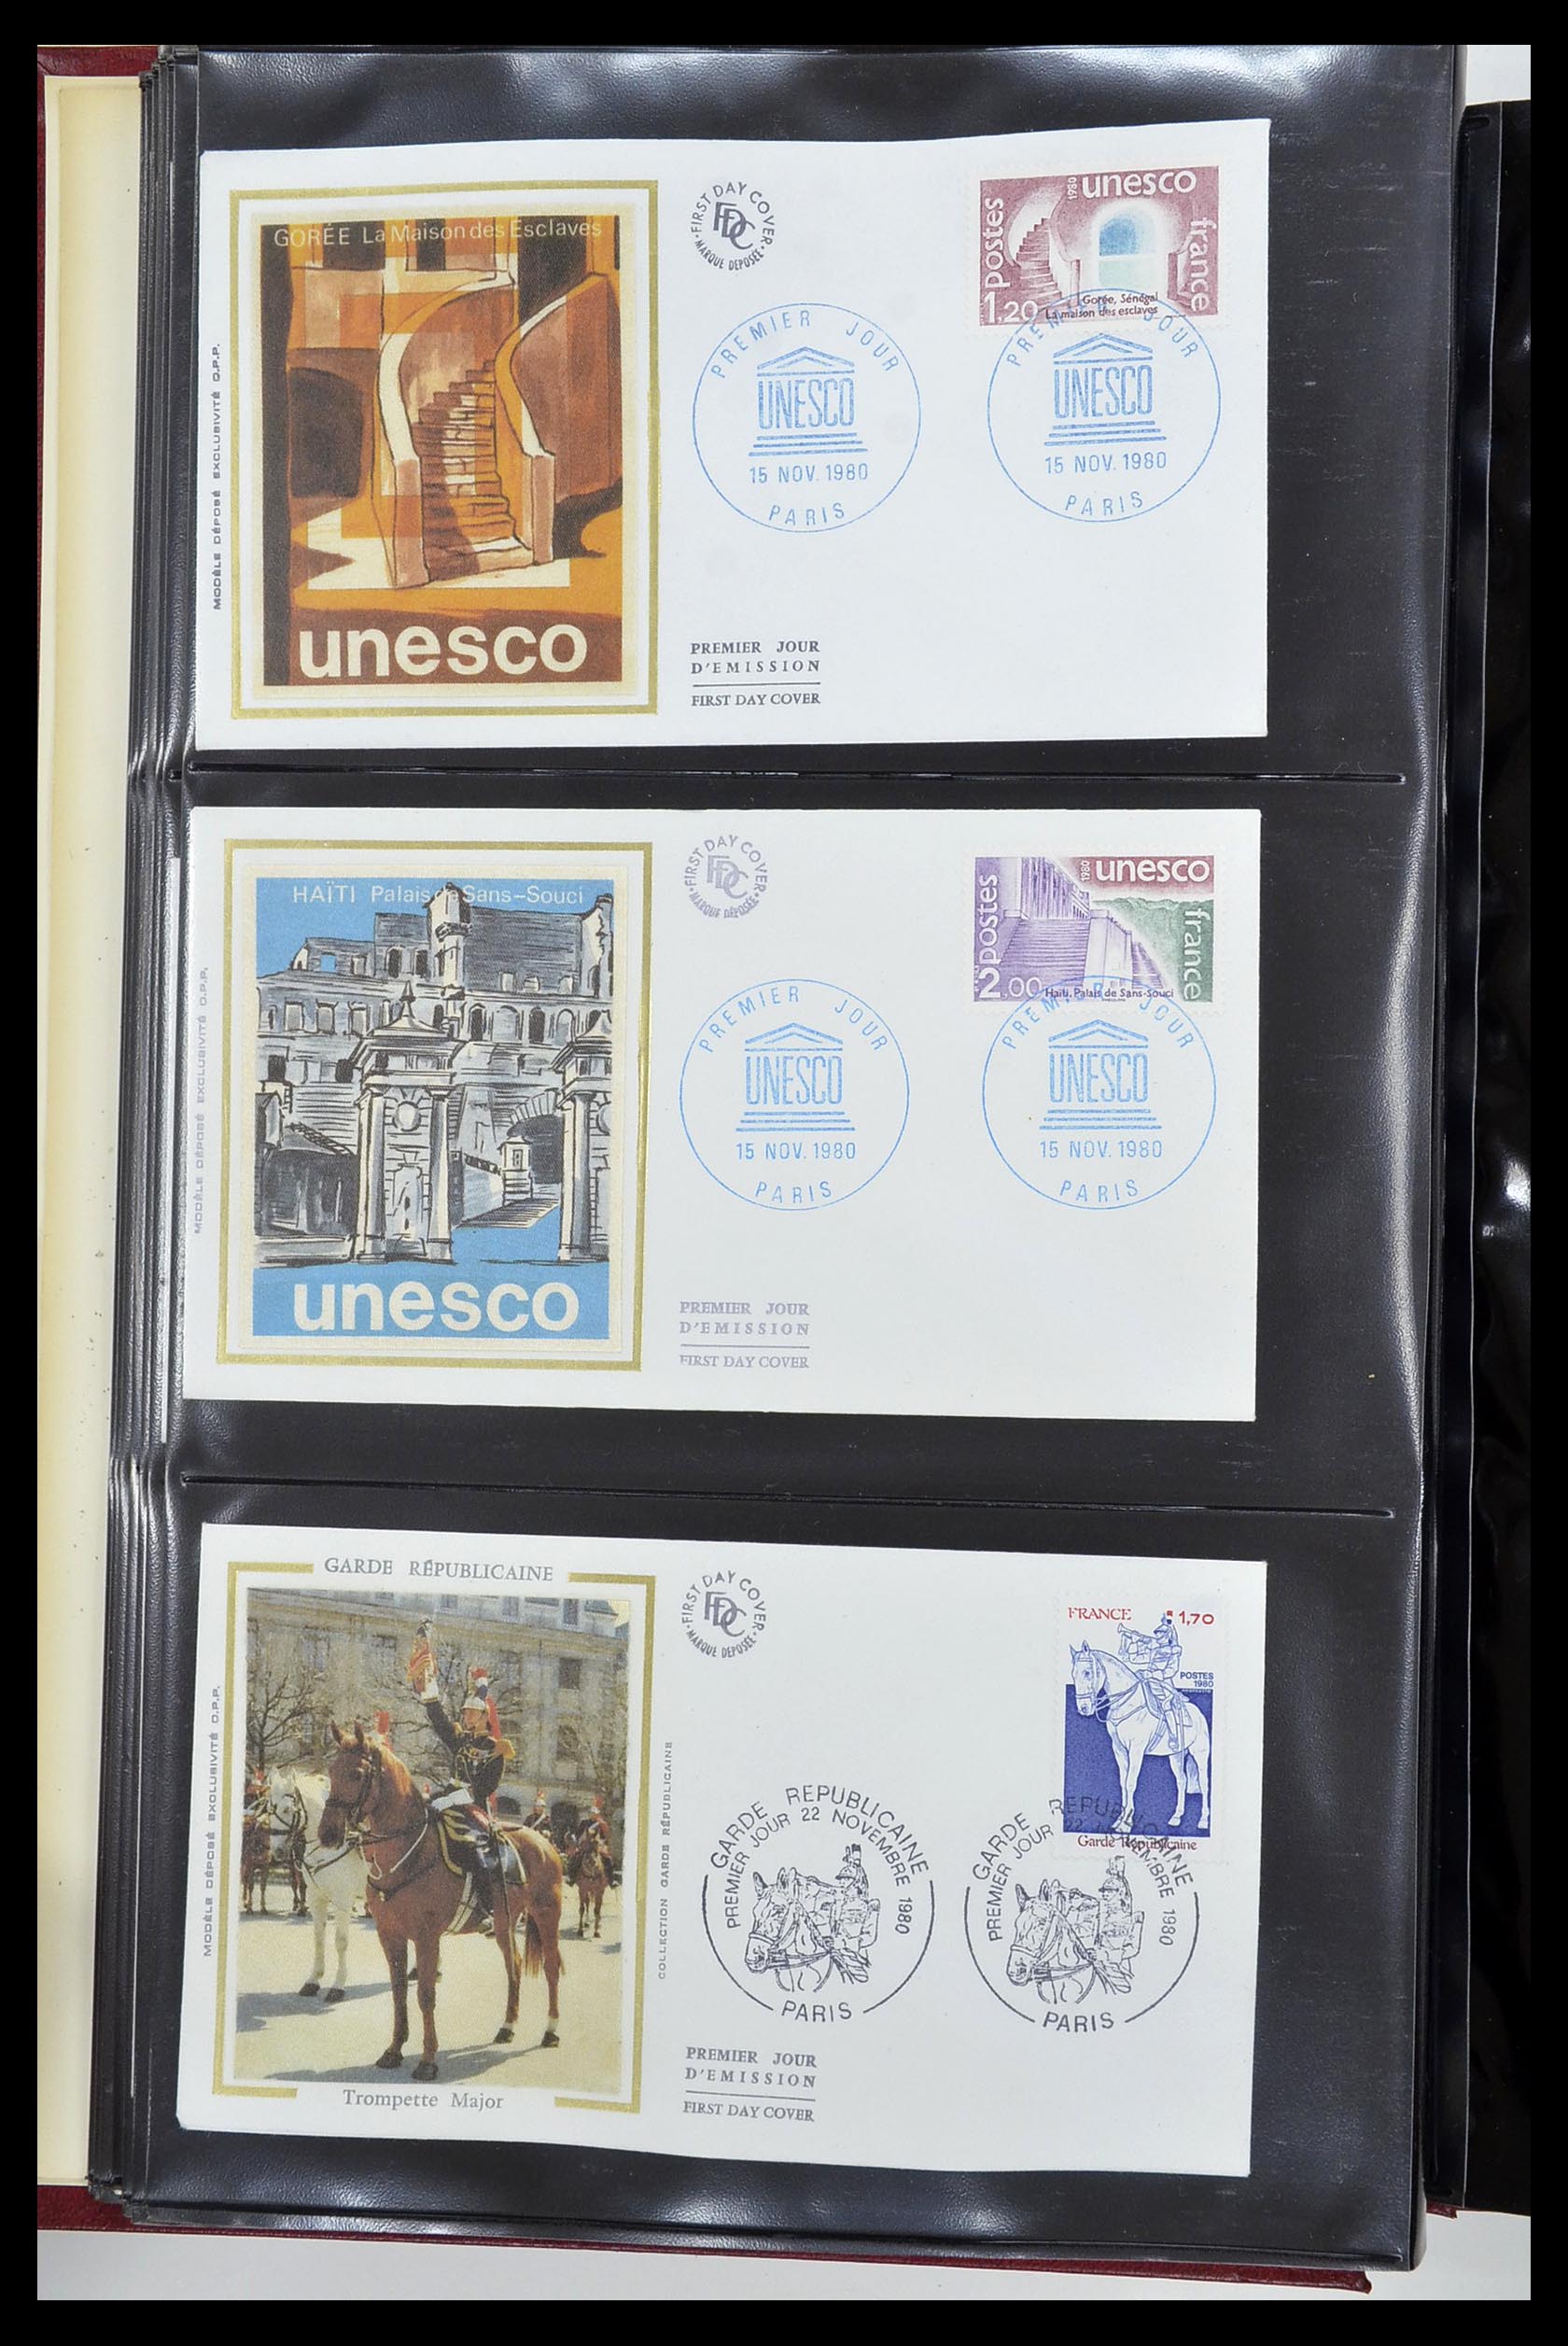 GORÉE La Maison des Esclaves
unesco
MODÈLE DÉPOSÉ EXCLUSIVITÉ O.P.P.
FIRST DAY COVER
FDC
MARQUE DEPOSÉE
PREMIER JOUR
UNESCO
15 NOV. 1980
PARIS
PREMIER JOUR
D'EMISSION
FIRST DAY COVER
1980 unesco
postes
france
1,20
Gorée, Sénégal
La maison des esclaves
PREMIER JOUR
UNESCO
15 NOV. 1980
PARIS
HAÏTI Palais de Sans-Souci
unesco
MODÈLE DÉPOSÉ EXCLUSIVITÉ O.P.P.
FIRST DAY COVER
FDC
MARQUE DÉPOSÉE
PREMIER JOUR
UNESCO
15 NOV. 1980
PARIS
PREMIER JOUR
D'EMISSION
FIRST DAY COVER
1980 unesco
postes
france
2,00
Haïti, Palais de Sans-Souci
PREMIER JOUR
UNESCO
15 NOV. 1980
PARIS
GARDE RÉPUBLICAINE
Trompette Major
MODÈLE DÉPOSÉ EXCLUSIVITÉ O.P.P.
COLLECTION GARDE RÉPUBLICAINE
FIRST DAY COVER
FDC
MARQUE DEPOSÉE
GARDE REPUBLICAINE
PREMIER JOUR 22 NOVEMBRE 1980
PARIS
PREMIER JOUR
D'EMISSION
FIRST DAY COVER
FRANCE 1,70
POSTES
1980
Garde Républicaine
GARDE REPUBLICAINE
PREMIER JOUR 22 NOVEMBRE 1980
PARIS